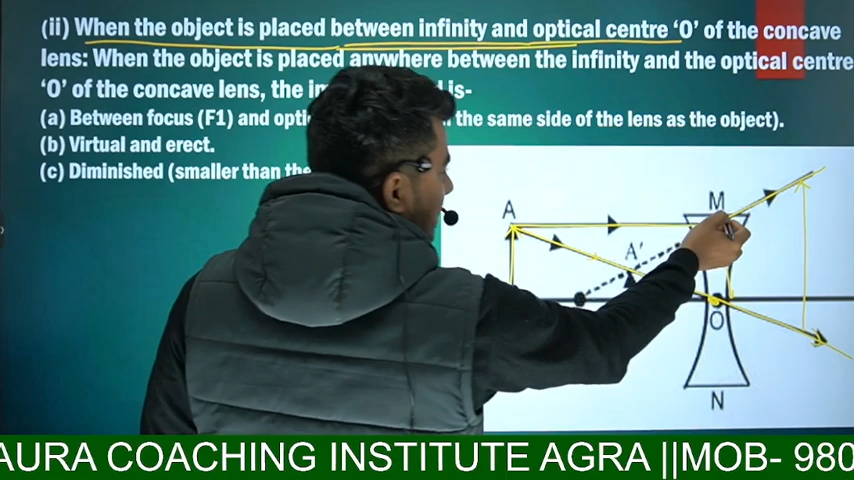 (ii) When the object is placed between infinity and optical centre ‘O’ of the concave
lens: When the object is placed anywhere between the infinity and the optical centre
‘O’ of the concave lens, the is-
(a) Between focus (F1) and the same side of the lens as the object).
(b) Virtual and erect.
(c) Diminished (smaller than the
M
A
A'
O
N
AURA COACHING INSTITUTE AGRA ||MOB- 980